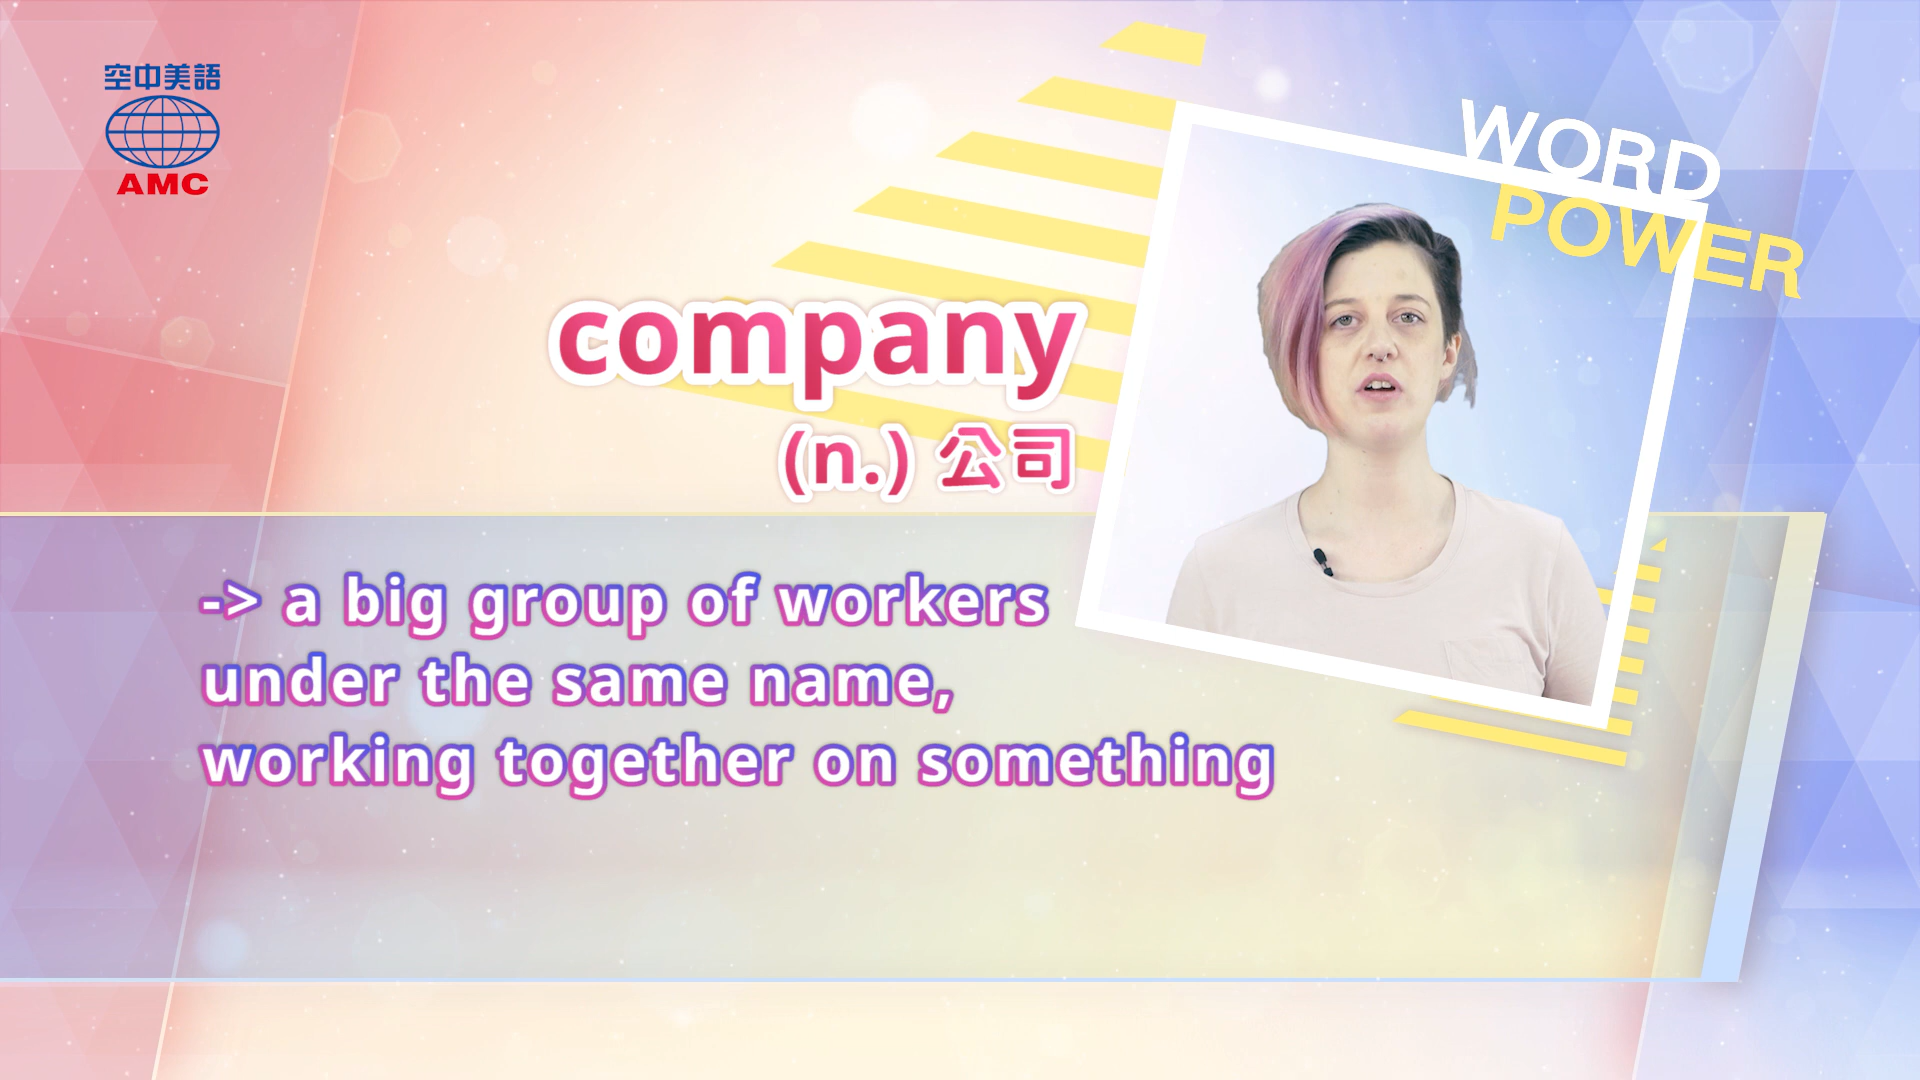 空中美語
AMC
WORD
POWER
company
(n.) 公司
-> a big group of workers
under the same name,
working together on something